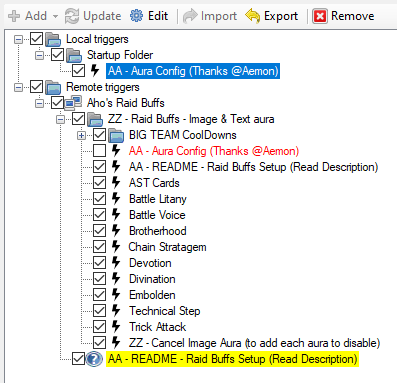 Add Update Edit Import Export Remove
Local triggers
Startup Folder
AA - Aura Config (Thanks @Aemon)
Remote triggers
Aho's Raid Buffs
ZZ - Raid Buffs - Image & Text aura
BIG TEAM CoolDowns
AA - Aura Config (Thanks @Aemon)
AA - README - Raid Buffs Setup (Read Description)
AST Cards
Battle Litany
Battle Voice
Brotherhood
Chain Stratagem
Devotion
Divination
Embolden
Technical Step
Trick Attack
ZZ - Cancel Image Aura (to add each aura to disable)
AA - README - Raid Buffs Setup (Read Description)